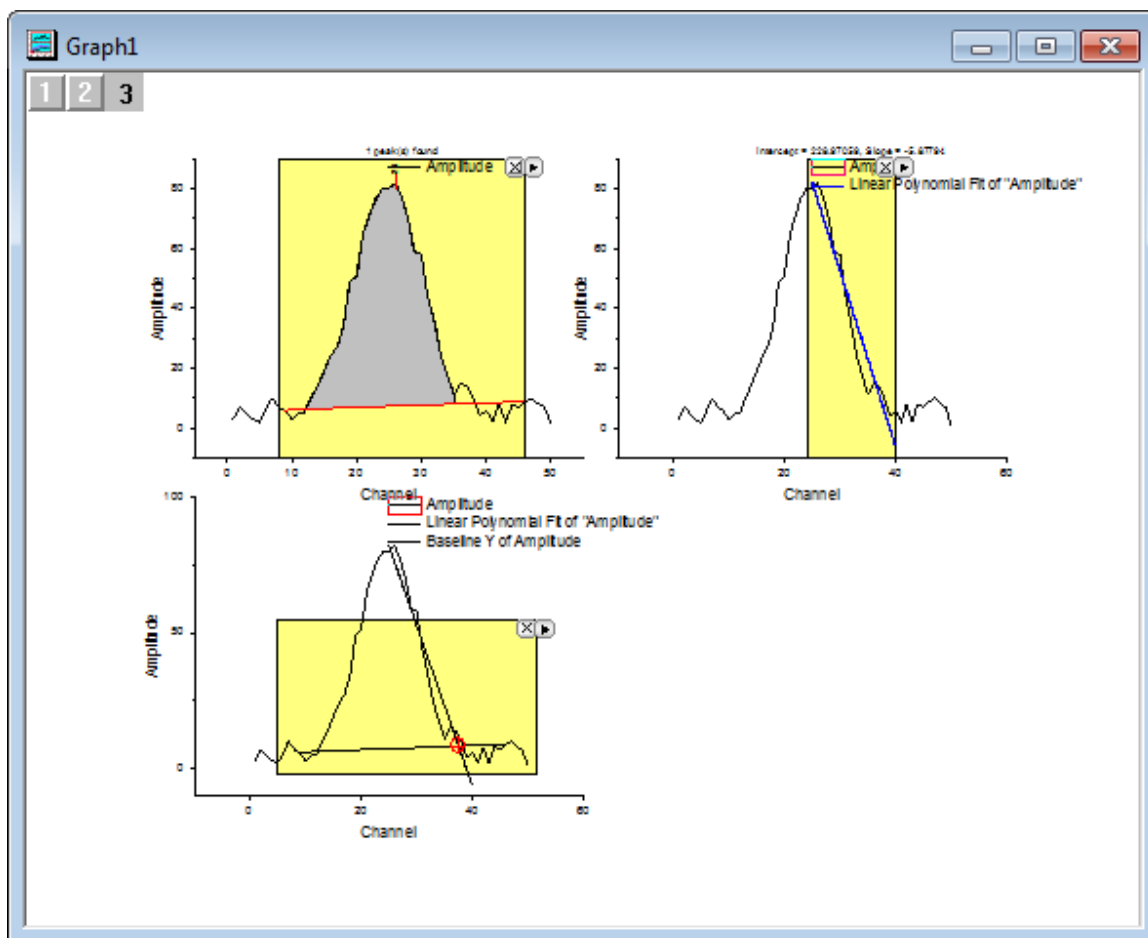 Graph1
1 2 3
1 peak(s) found
Amplitude
80
60
40
20
0
Amplitude
0 10 20 30 40 50
Channel
Amplitude
Linear Polynomial Fit of "Amplitude"
80
60
40
20
0
Amplitude
0 20 40 60
Channel
Amplitude
Linear Polynomial Fit of "Amplitude"
Baseline Y of Amplitude
100
50
0
Amplitude
0 20 40 60
Channel